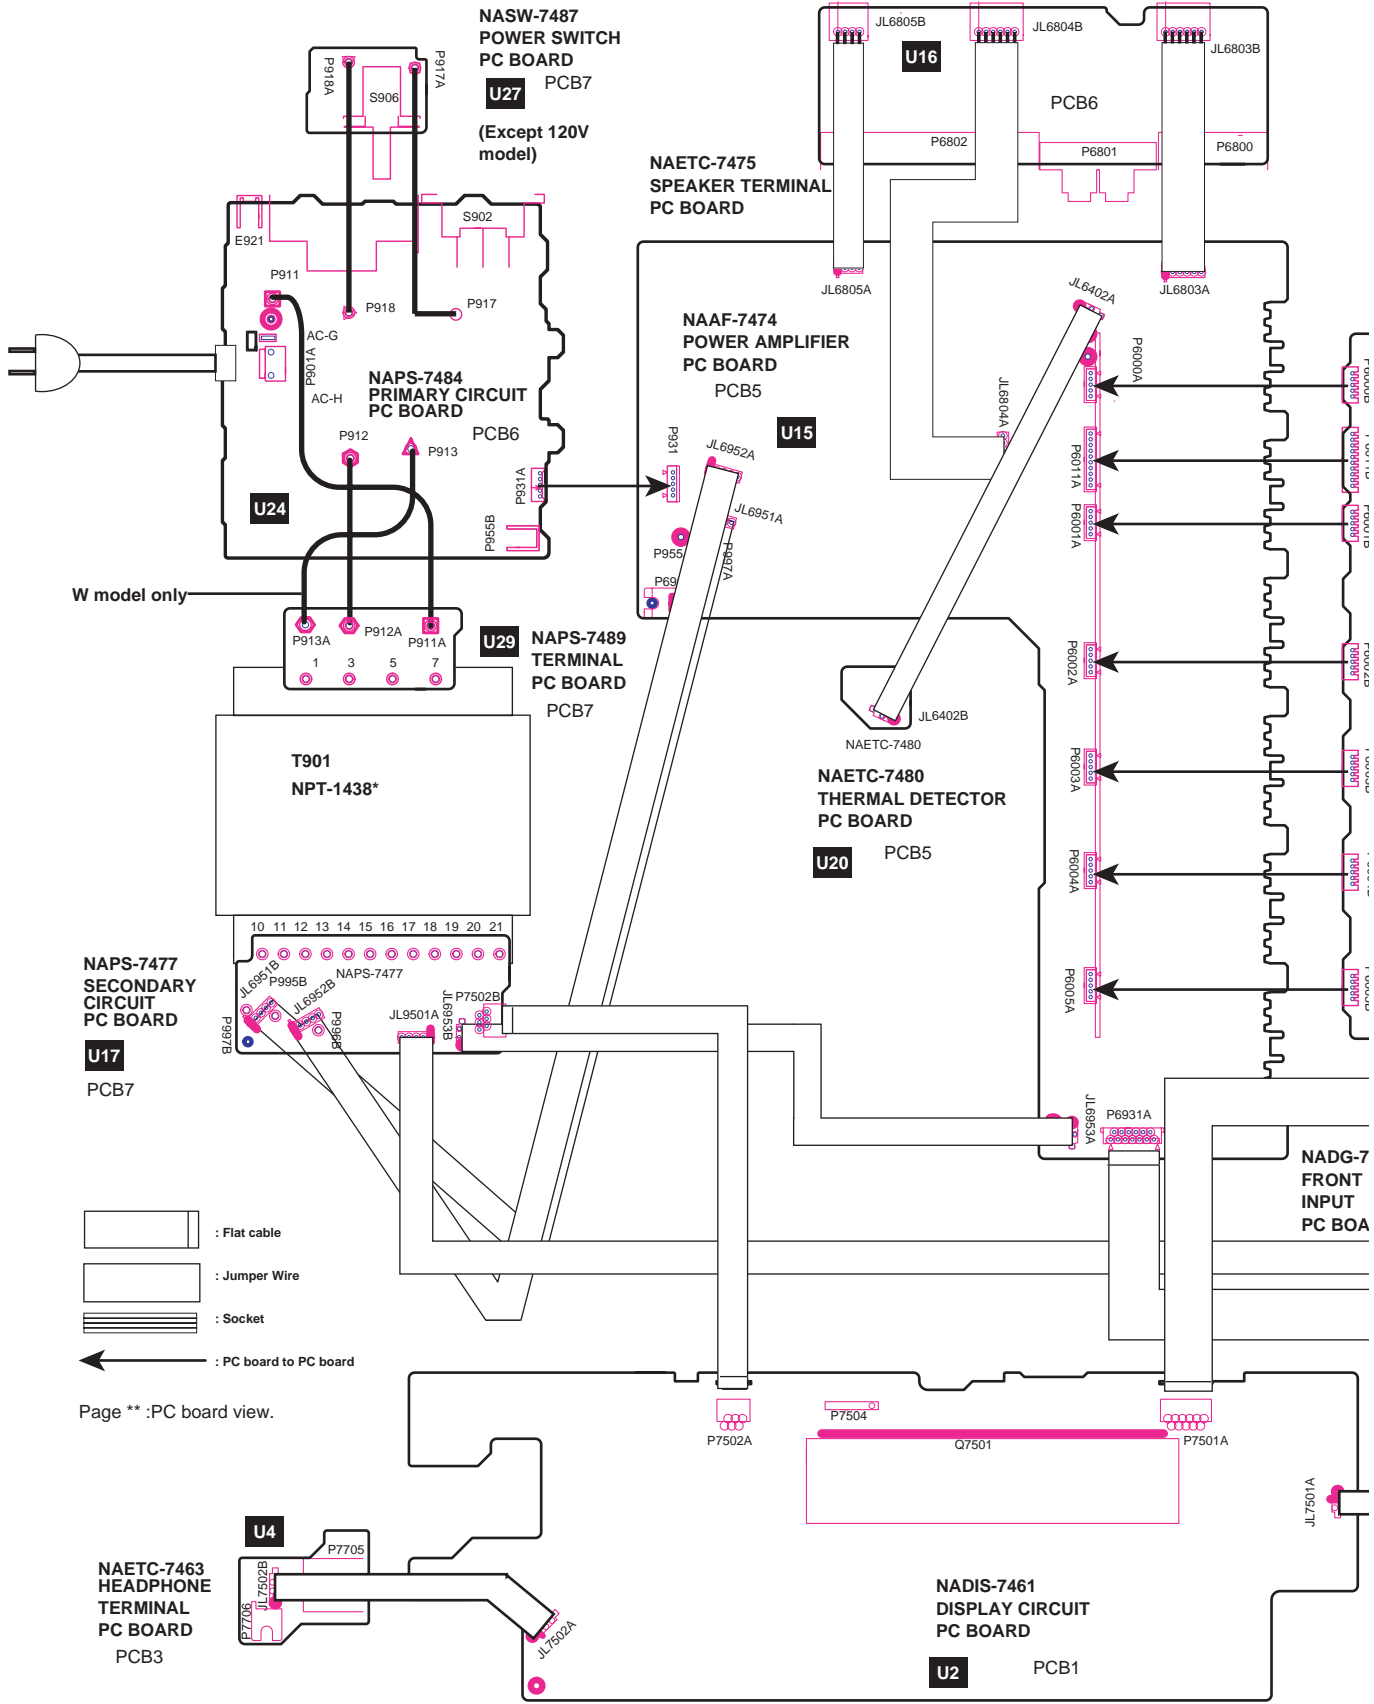 NASW-7487
POWER SWITCH
PC BOARD
U27
PCB7
(Except 120V
model)
P918A
P917A
S906
JL6805B
JL6804B
JL6803B
U16
PCB6
P6802
P6801
P6800
NAETC-7475
SPEAKER TERMINAL
PC BOARD
E921
S902
P911
P918
P917
AC-G
P901A
AC-H
NAPS-7484
PRIMARY CIRCUIT
PC BOARD
PCB6
P912
P913
U24
P931A
P955B
JL6805A
JL6803A
JL6402A
NAAF-7474
POWER AMPLIFIER
PC BOARD
PCB5
U15
P6000A
JL6804A
P931
JL6952A
JL6951A
P955
P997A
P69
P6011A
P6001A
P6001B
P6002A
P6002B
P6003A
P6004A
P6005A
W model only
P913A
P912A
P911A
1 3 5 7
U29
NAPS-7489
TERMINAL
PC BOARD
PCB7
T901
NPT-1438*
JL6402B
NAETC-7480
NAETC-7480
THERMAL DETECTOR
PC BOARD
U20
PCB5
10 11 12 13 14 15 16 17 18 19 20 21
NAPS-7477
SECONDARY
CIRCUIT
PC BOARD
U17
PCB7
JL6951B
P995B
JL6952B
NAPS-7477
P997B
P996B
JL9501A
JL6953B
P7502B
JL6953A
P6931A
NADG-7
FRONT
INPUT
PC BOA
: Flat cable
: Jumper Wire
: Socket
: PC board to PC board
Page ** :PC board view.
P7502A
P7504
Q7501
P7501A
JL7501A
U4
P7705
JL7502B
P7706
JL7502A
NAETC-7463
HEADPHONE
TERMINAL
PC BOARD
PCB3
NADIS-7461
DISPLAY CIRCUIT
PC BOARD
U2
PCB1